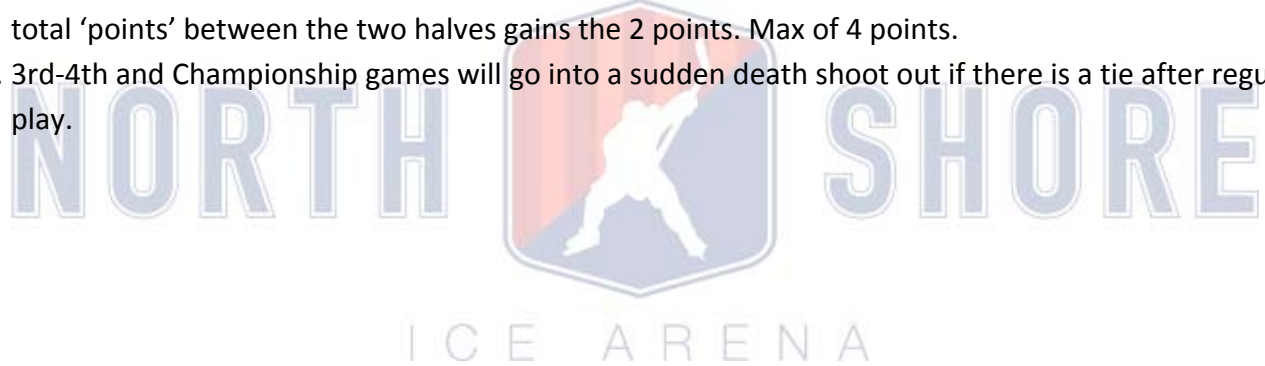 total ‘points’ between the two halves gains the 2 points. Max of 4 points.
. 3rd-4th and Championship games will go into a sudden death shoot out if there is a tie after regu
play.
NORTH SHORE
ICE ARENA